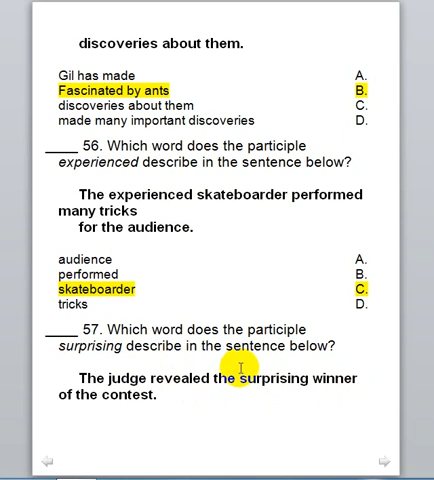 discoveries about them.
Gil has made A.
Fascinated by ants B.
discoveries about them C.
made many important discoveries D.
____ 56. Which word does the participle
experienced describe in the sentence below?
The experienced skateboarder performed
many tricks
for the audience.
audience A.
performed B.
skateboarder C.
tricks D.
____ 57. Which word does the participle
surprising describe in the sentence below?
The judge revealed the surprising winner
of the contest.